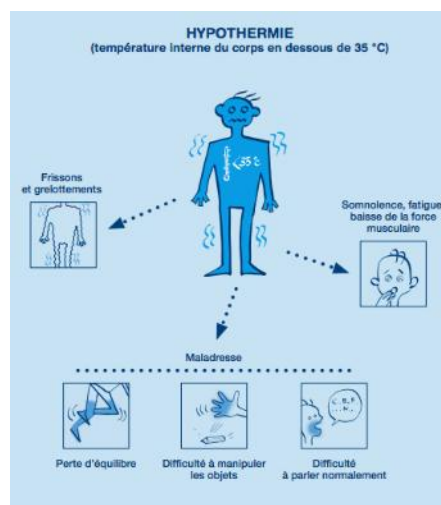 HYPOTHERMIE
(température interne du corps en dessous de 35 °C)
<35°C
Frissons
et grelottements
Somnolence, fatigue
baisse de la force
musculaire
Maladresse
Perte d'équilibre
Difficulté à manipuler
les objets
Difficulté
à parler normalement